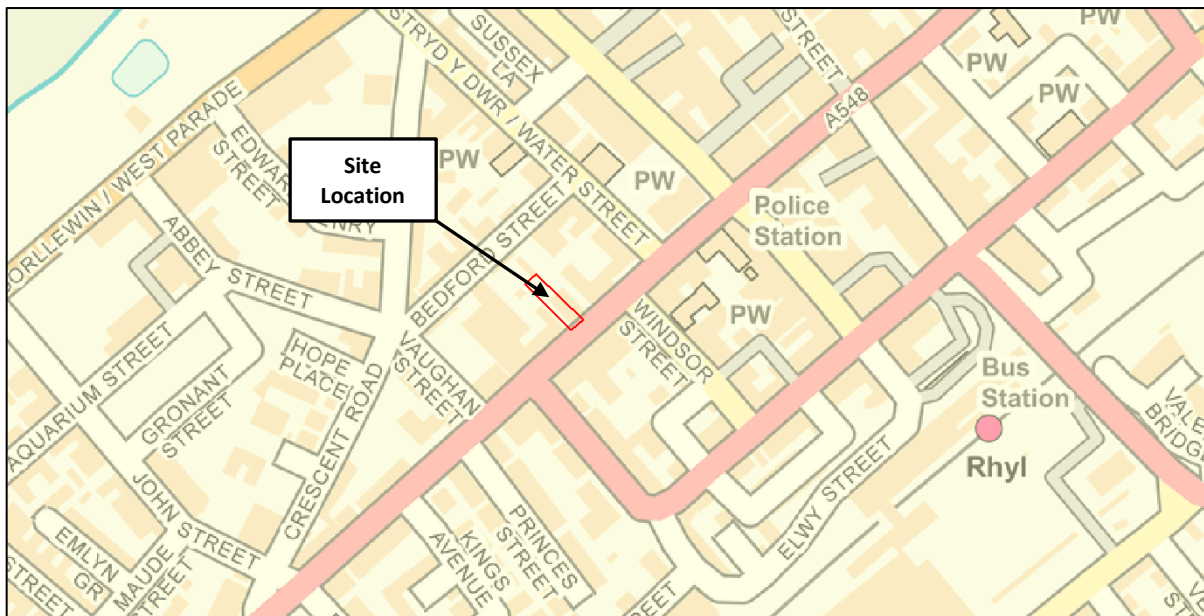 STRYD Y DWR / WATER STREET
SUSSEX
LA
STREET
A548
PW
PW
PW
ORLLEWIN / WEST PARADE
EDWARD HENRY
STREET
Site
Location
PW
PW
Police
Station
BEDFORD STREET
ABBEY STREET
HOPE
PLACE
VAUGHAN
STREET
WINDSOR
STREET
PW
AQUARIUM STREET
GRONANT
STREET
CRESCENT ROAD
Bus
Station
Rhyl
VALE
BRIDG
JOHN STREET
ELWY STREET
PRINCES
STREET
KINGS
AVENUE
EMLYN
GR
MAUDE
STREET
STREET
S